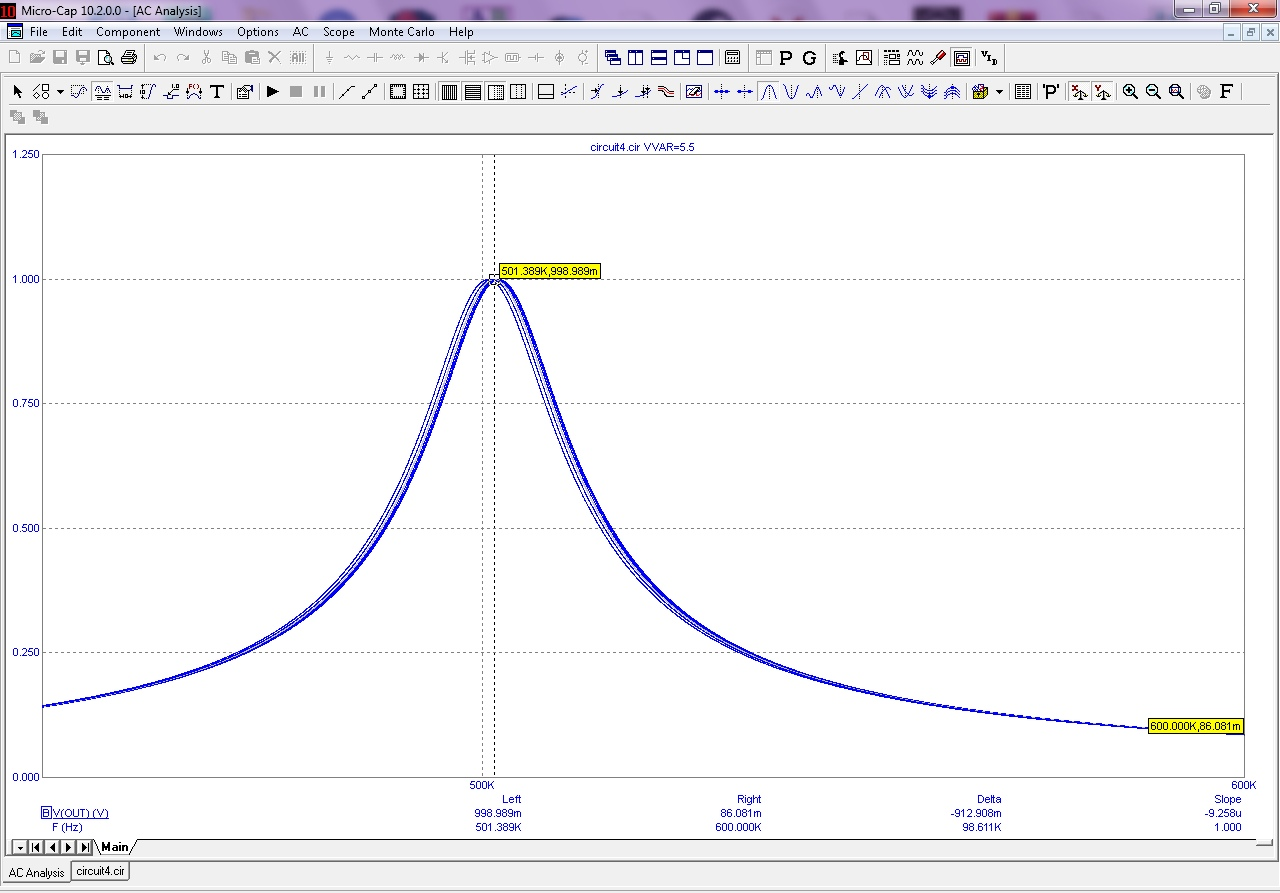 10 Micro-Cap 10.2.0.0 - [AC Analysis]
File Edit Component Windows Options AC Scope Monte Carlo Help
circuit4.cir VVAR=5.5
1.250
501.389K,998.989m
1.000
0.750
0.500
0.250
600.000K,86.081m
0.000
500K 600K
Left Right Delta Slope
B V(OUT) (V) 998.989m 86.081m -912.908m -9.258u
F (Hz) 501.389K 600.000K 98.611K 1.000
Main
AC Analysis circuit4.cir